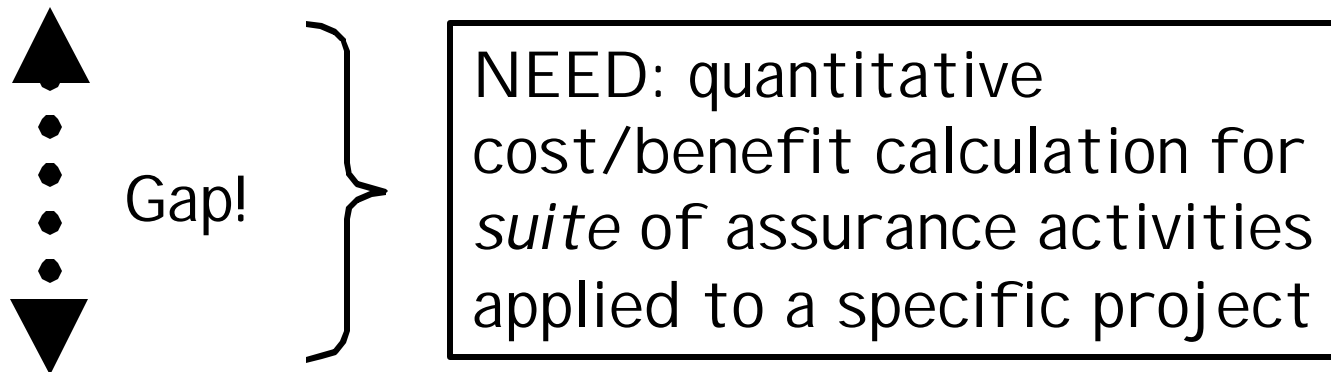 Gap!
NEED: quantitative
cost/benefit calculation for
suite of assurance activities
applied to a specific project